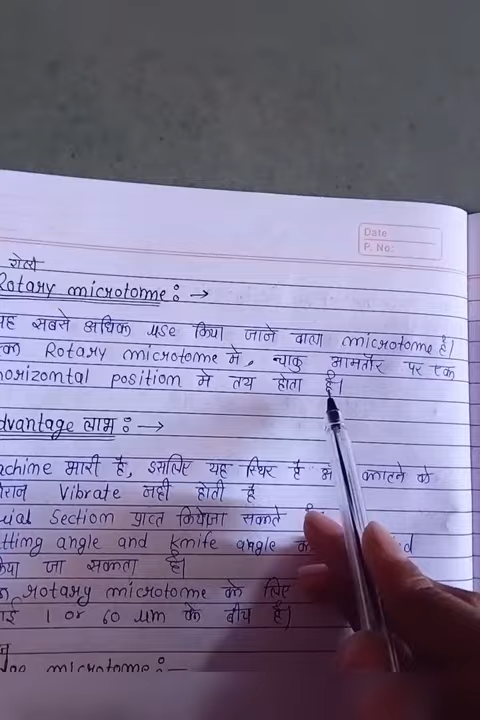 Date
P. No:
रोटरी
Rotary microtome: →
यह सबसे अधिक use किया जाने वाला microtome है।
Rotary microtome मे, चाकु आमतौर पर एक
horizontal position मे तय होता है।
Advantage लाभ: →
machine भारी है, इसलिए यह स्थिर है काटने के
दौरान Vibrate नही होती है
Serial Section प्राप्त किये जा सकते
cutting angle and knife angle
किया जा सकता है।
rotary microtome के लिए
1 or 60 µm के बीच है।
microtome:-